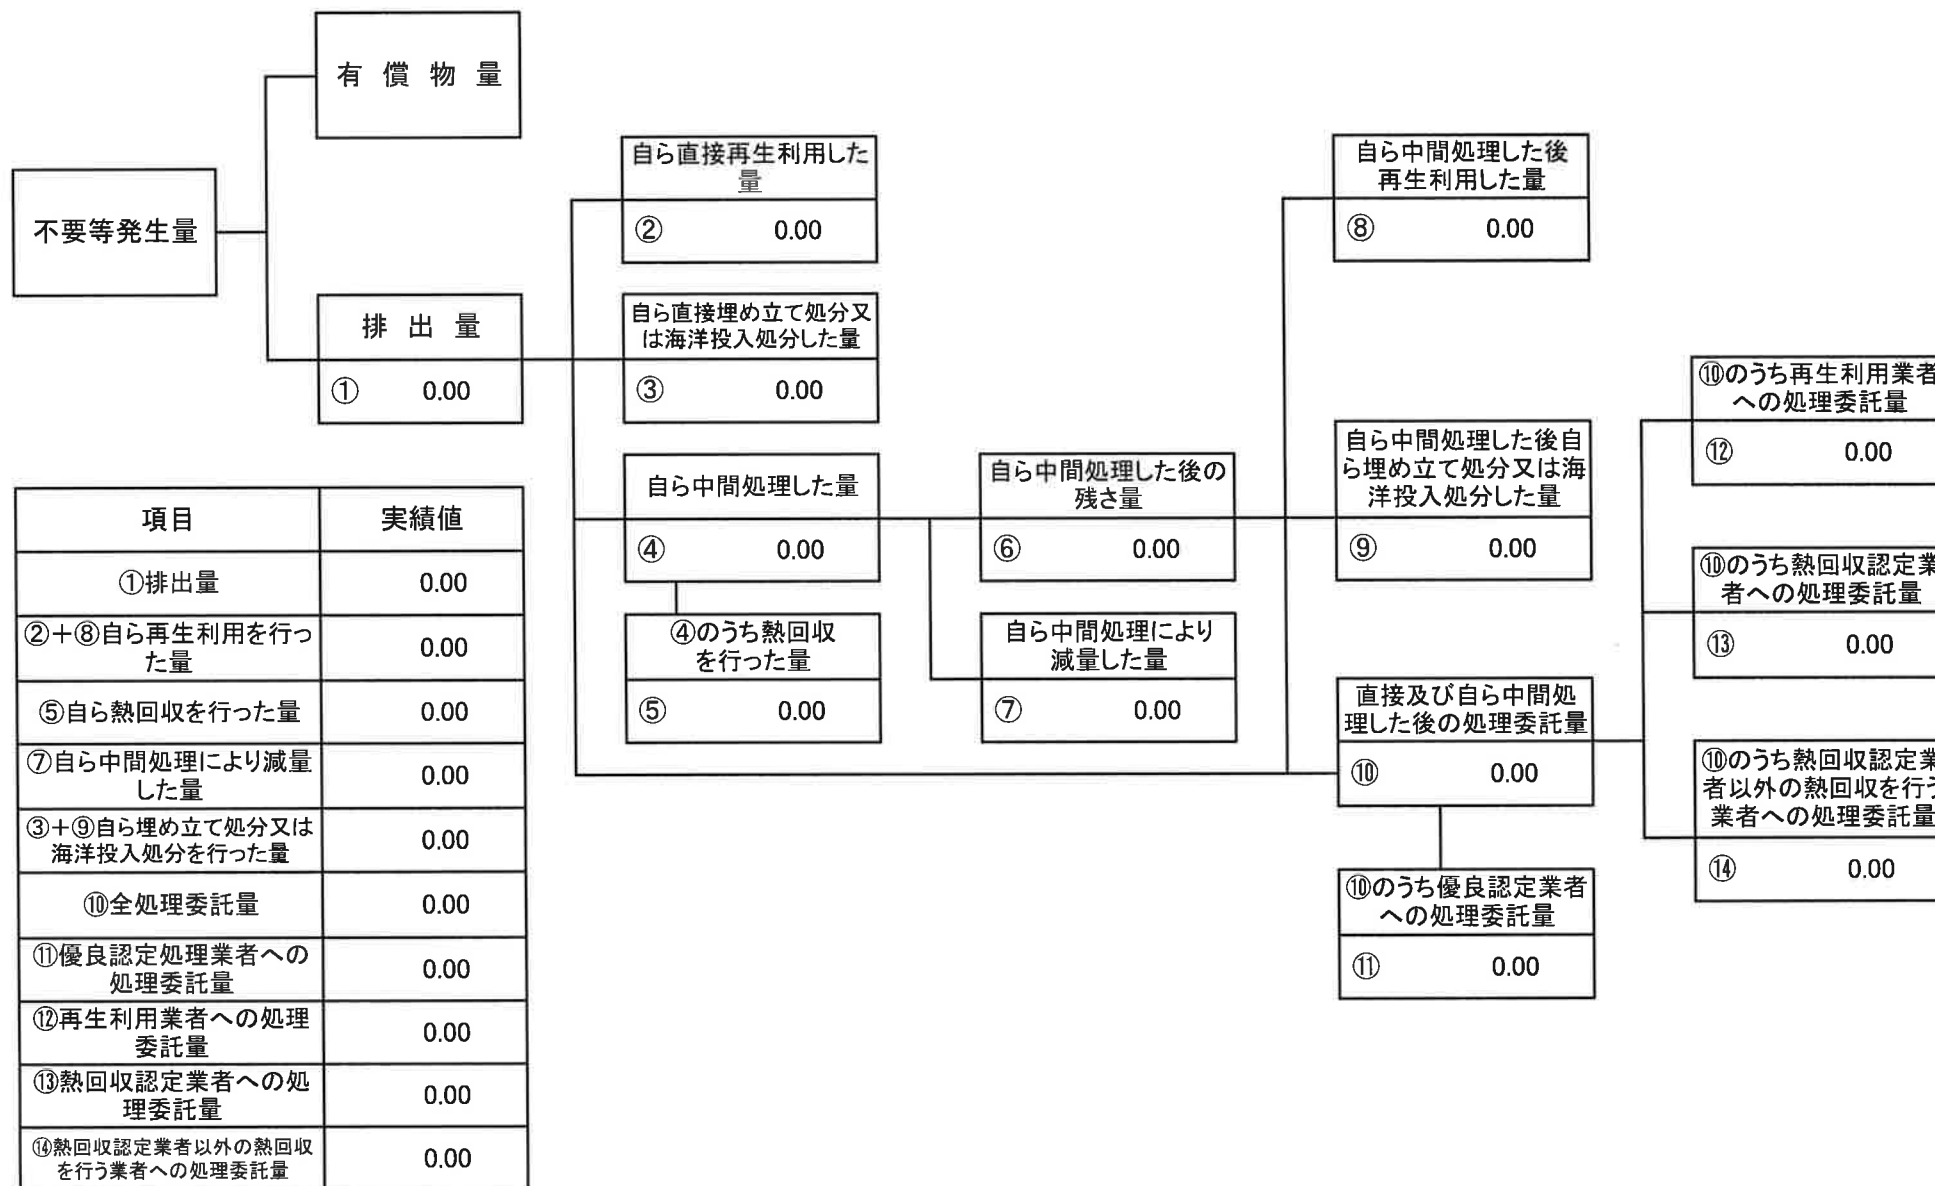 有 償 物 量
不要等発生量
排 出 量
① 0.00
自ら直接再生利用した
量
② 0.00
自ら直接埋め立て処分又
は海洋投入処分した量
③ 0.00
自ら中間処理した量
④ 0.00
④のうち熱回収
を行った量
⑤ 0.00
自ら中間処理した後の
残さ量
⑥ 0.00
自ら中間処理により
減量した量
⑦ 0.00
自ら中間処理した後
再生利用した量
⑧ 0.00
自ら中間処理した後自
ら埋め立て処分又は海
洋投入処分した量
⑨ 0.00
直接及び自ら中間処
理した後の処理委託量
⑩ 0.00
⑩のうち優良認定業者
への処理委託量
⑪ 0.00
⑩のうち再生利用業者
への処理委託量
⑫ 0.00
⑩のうち熱回収認定業
者への処理委託量
⑬ 0.00
⑩のうち熱回収認定業
者以外の熱回収を行う
業者への処理委託量
⑭ 0.00
項目 実績値
①排出量 0.00
②+⑧自ら再生利用を行っ
た量 0.00
⑤自ら熱回収を行った量 0.00
⑦自ら中間処理により減量
した量 0.00
③+⑨自ら埋め立て処分又は
海洋投入処分を行った量 0.00
⑩全処理委託量 0.00
⑪優良認定処理業者への
処理委託量 0.00
⑫再生利用業者への処理
委託量 0.00
⑬熱回収認定業者への処
理委託量 0.00
⑭熱回収認定業者以外の熱回収
を行う業者への処理委託量 0.00